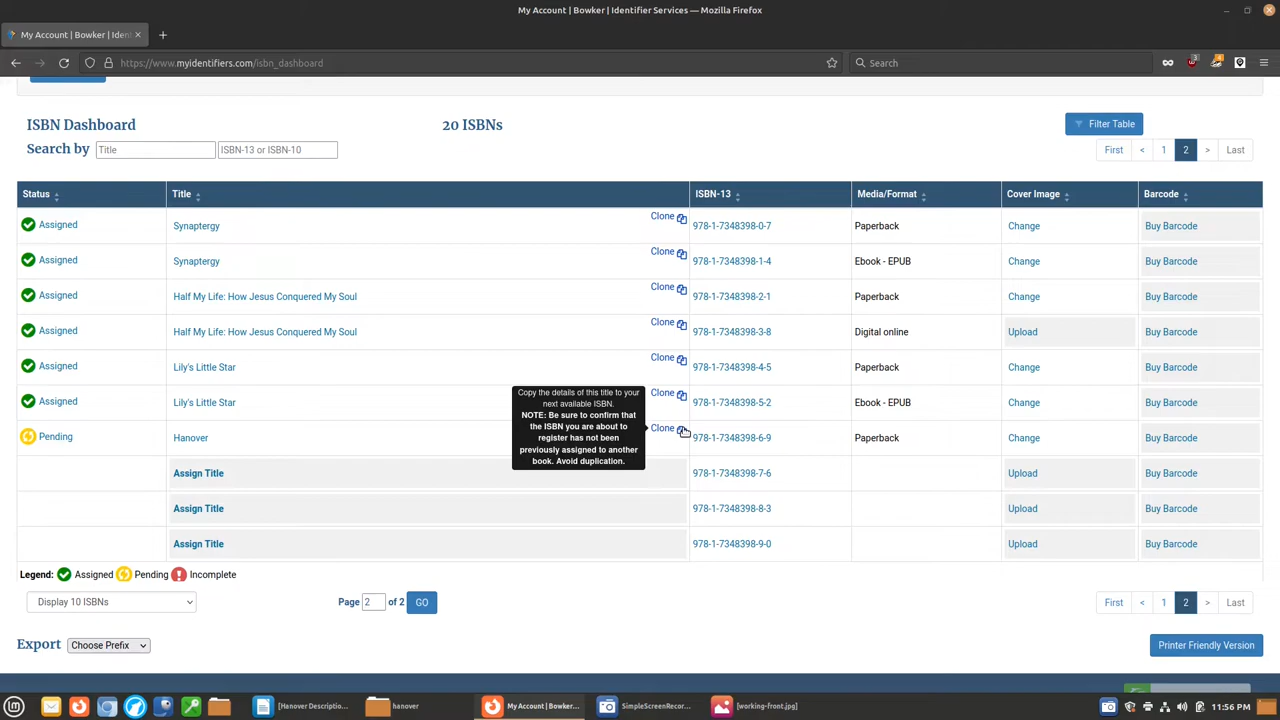 My Account | Bowker | Identifier Services — Mozilla Firefox
My Account | Bowker | Iden
https://www.myidentifiers.com/isbn_dashboard
Search
ISBN Dashboard
20 ISBNs
Filter Table
Search by
Title
ISBN-13 or ISBN-10
First < 1 2 > Last
Status Title ISBN-13 Media/Format Cover Image Barcode
Assigned Synaptergy Clone 978-1-7348398-0-7 Paperback Change Buy Barcode
Assigned Synaptergy Clone 978-1-7348398-1-4 Ebook - EPUB Change Buy Barcode
Assigned Half My Life: How Jesus Conquered My Soul Clone 978-1-7348398-2-1 Paperback Change Buy Barcode
Assigned Half My Life: How Jesus Conquered My Soul Clone 978-1-7348398-3-8 Digital online Upload Buy Barcode
Assigned Lily's Little Star Clone 978-1-7348398-4-5 Paperback Change Buy Barcode
Assigned Lily's Little Star Clone 978-1-7348398-5-2 Ebook - EPUB Change Buy Barcode
Pending Hanover Clone 978-1-7348398-6-9 Paperback Change Buy Barcode
Copy the details of this title to your
next available ISBN.
NOTE: Be sure to confirm that
the ISBN you are about to
register has not been
previously assigned to another
book. Avoid duplication.
Assign Title 978-1-7348398-7-6 Upload Buy Barcode
Assign Title 978-1-7348398-8-3 Upload Buy Barcode
Assign Title 978-1-7348398-9-0 Upload Buy Barcode
Legend: Assigned Pending Incomplete
Display 10 ISBNs
Page 2 of 2 GO
First < 1 2 > Last
Export Choose Prefix
Printer Friendly Version
[Hanover Descriptio...
hanover
My Account | Bowker...
SimpleScreenRecor...
[working-front.jpg]
11:56 PM